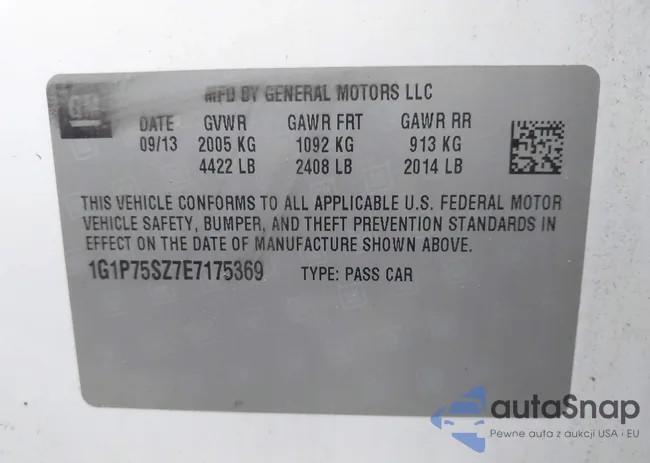 GM
MFD BY GENERAL MOTORS LLC
DATE GVWR GAWR FRT GAWR RR
09/13 2005 KG 1092 KG 913 KG
4422 LB 2408 LB 2014 LB
THIS VEHICLE CONFORMS TO ALL APPLICABLE U.S. FEDERAL MOTOR
VEHICLE SAFETY, BUMPER, AND THEFT PREVENTION STANDARDS IN
EFFECT ON THE DATE OF MANUFACTURE SHOWN ABOVE.
1G1P75SZ7E7175369 TYPE: PASS CAR
autaSnap
Pewne auta z aukcji USA i EU